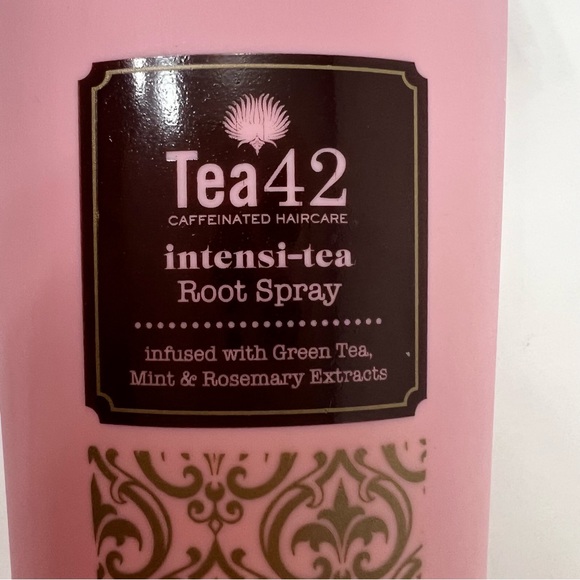 Tea42
CAFFEINATED HAIRCARE
intensi-tea
Root Spray
infused with Green Tea,
Mint & Rosemary Extracts